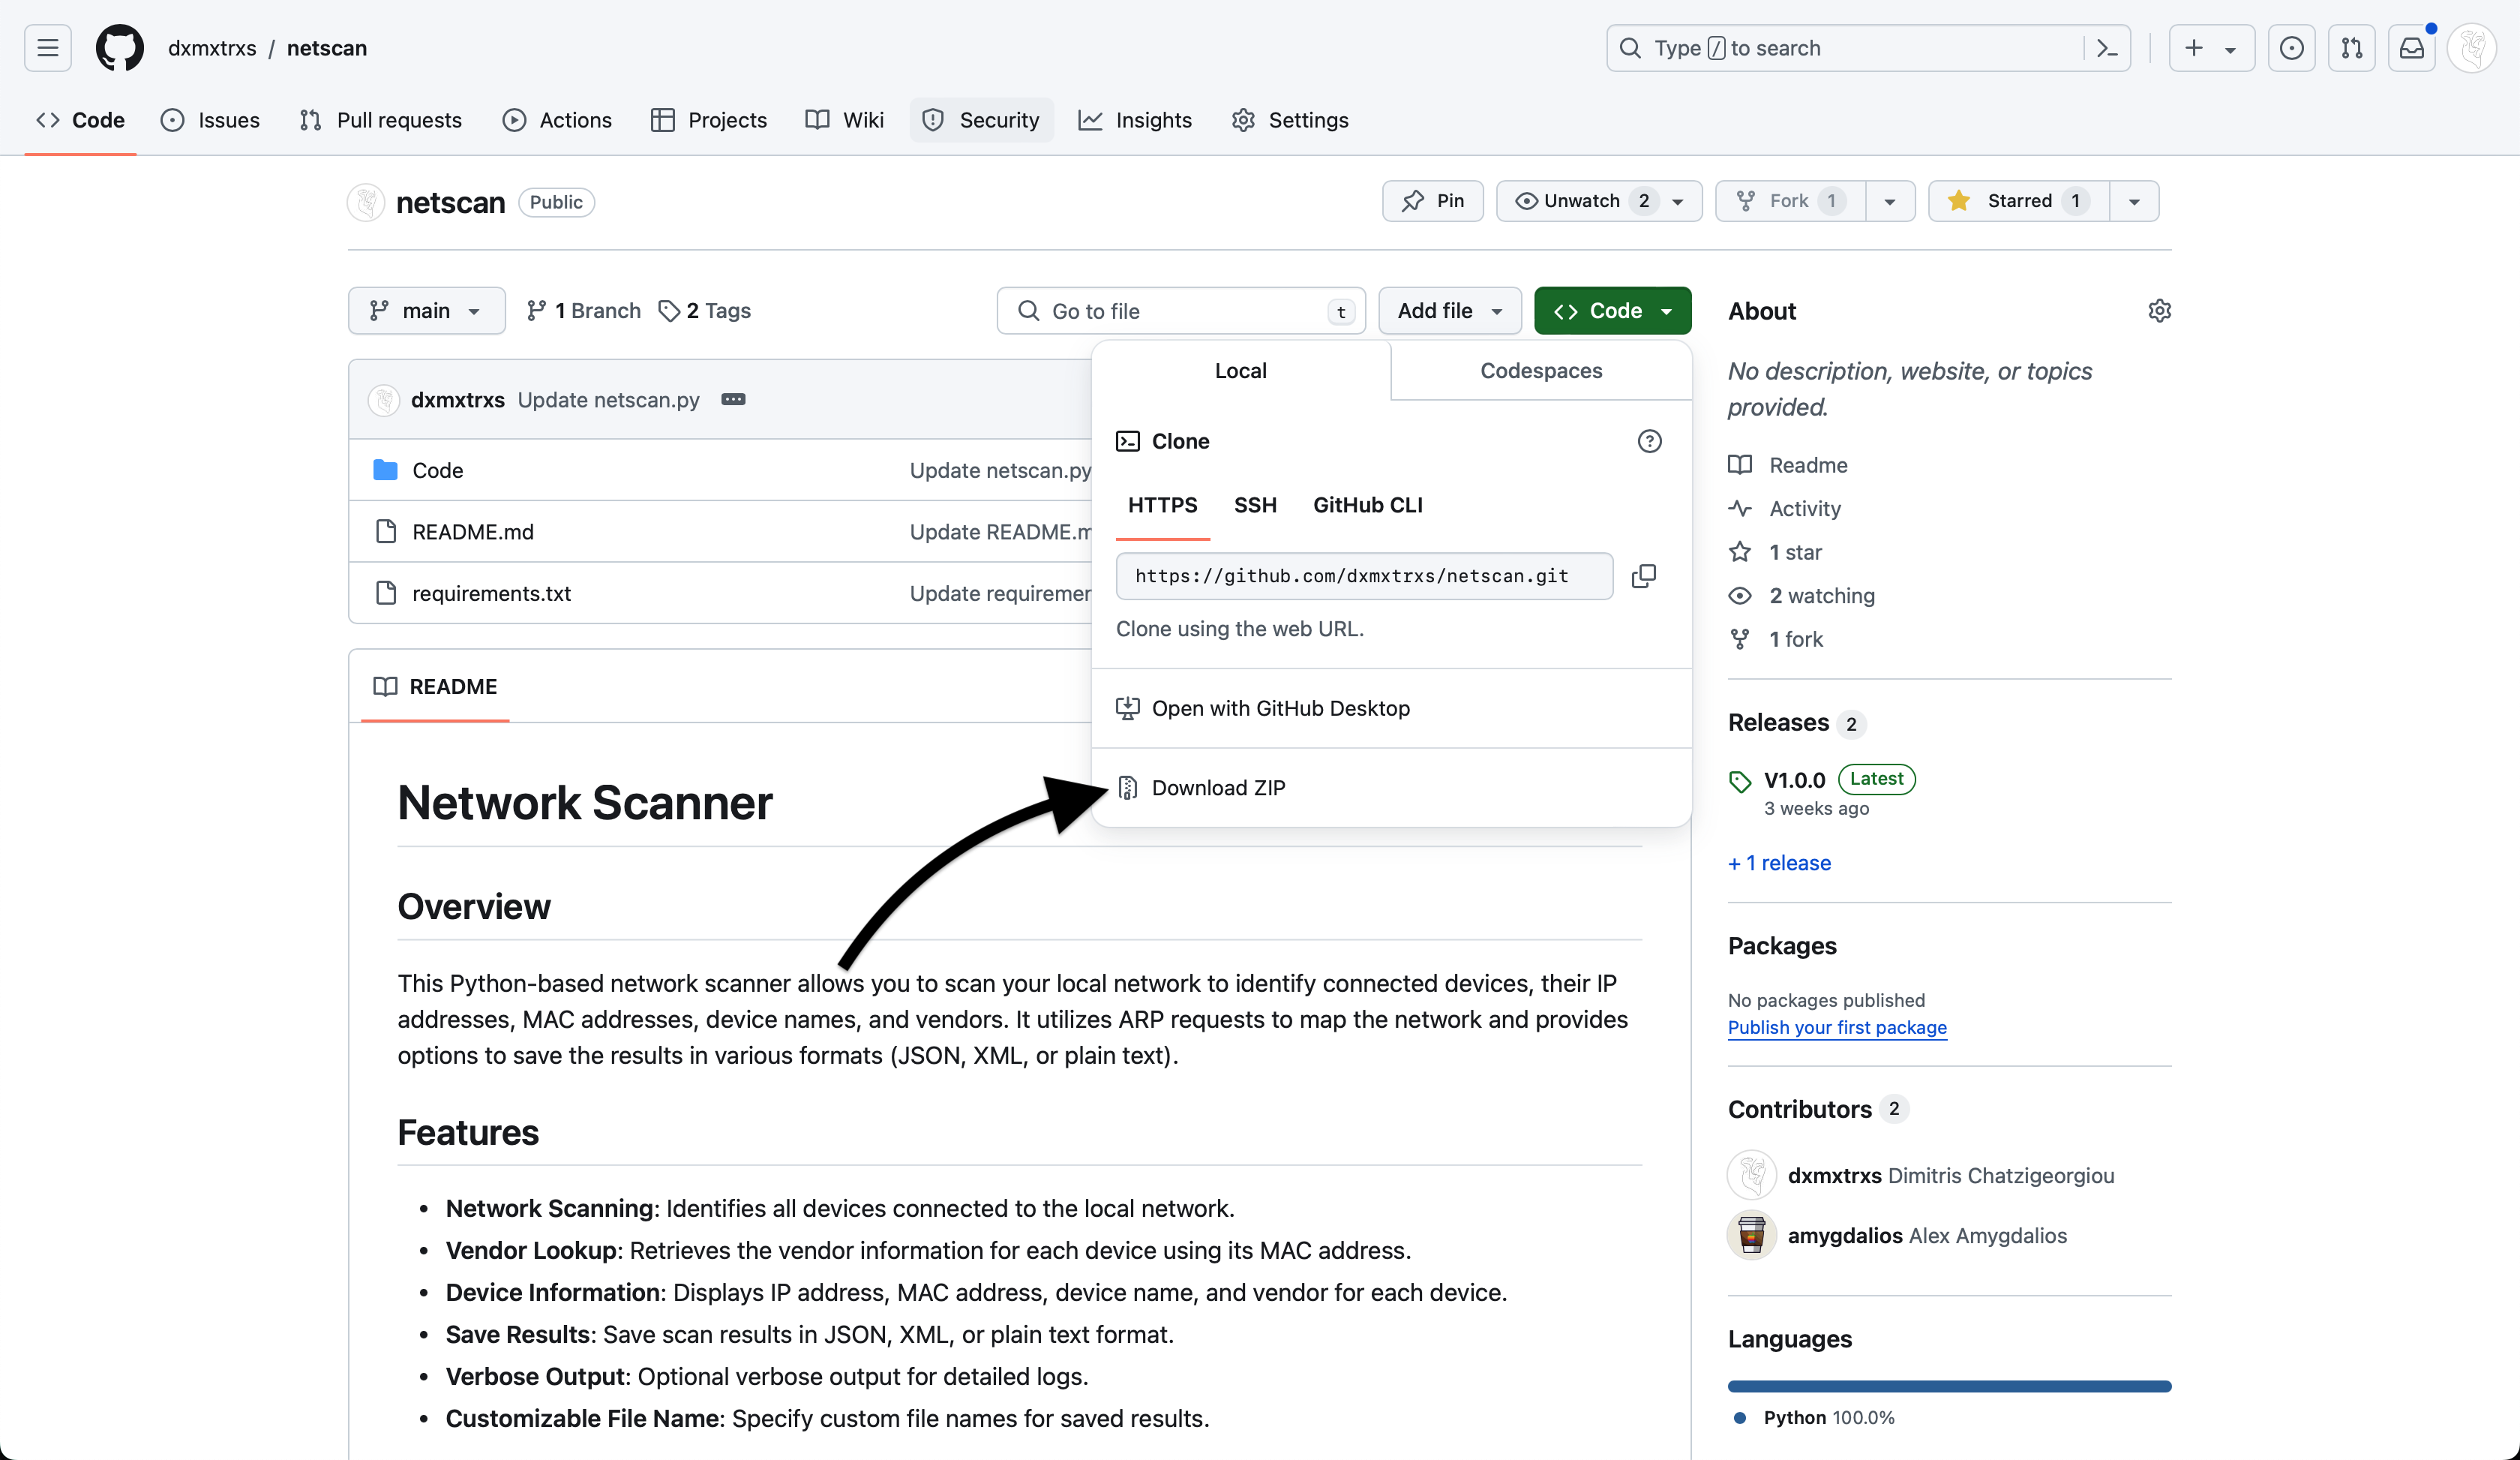 dxmxtrxs / netscan
Type / to search
Code Issues Pull requests Actions Projects Wiki Security Insights Settings
netscan Public
Pin Unwatch 2 Fork 1 Starred 1
main 1 Branch 2 Tags
Go to file t Add file Code
dxmxtrxs Update netscan.py
Code Update netscan.py
README.md Update README.m
requirements.txt Update requiremen
Local Codespaces
Clone
HTTPS SSH GitHub CLI
https://github.com/dxmxtrxs/netscan.git
Clone using the web URL.
Open with GitHub Desktop
Download ZIP
README
Network Scanner
Overview
This Python-based network scanner allows you to scan your local network to identify connected devices, their IP
addresses, MAC addresses, device names, and vendors. It utilizes ARP requests to map the network and provides
options to save the results in various formats (JSON, XML, or plain text).
Features
• Network Scanning: Identifies all devices connected to the local network.
• Vendor Lookup: Retrieves the vendor information for each device using its MAC address.
• Device Information: Displays IP address, MAC address, device name, and vendor for each device.
• Save Results: Save scan results in JSON, XML, or plain text format.
• Verbose Output: Optional verbose output for detailed logs.
• Customizable File Name: Specify custom file names for saved results.
About
No description, website, or topics
provided.
Readme
Activity
1 star
2 watching
1 fork
Releases 2
V1.0.0 Latest
3 weeks ago
+ 1 release
Packages
No packages published
Publish your first package
Contributors 2
dxmxtrxs Dimitris Chatzigeorgiou
amygdalios Alex Amygdalios
Languages
Python 100.0%